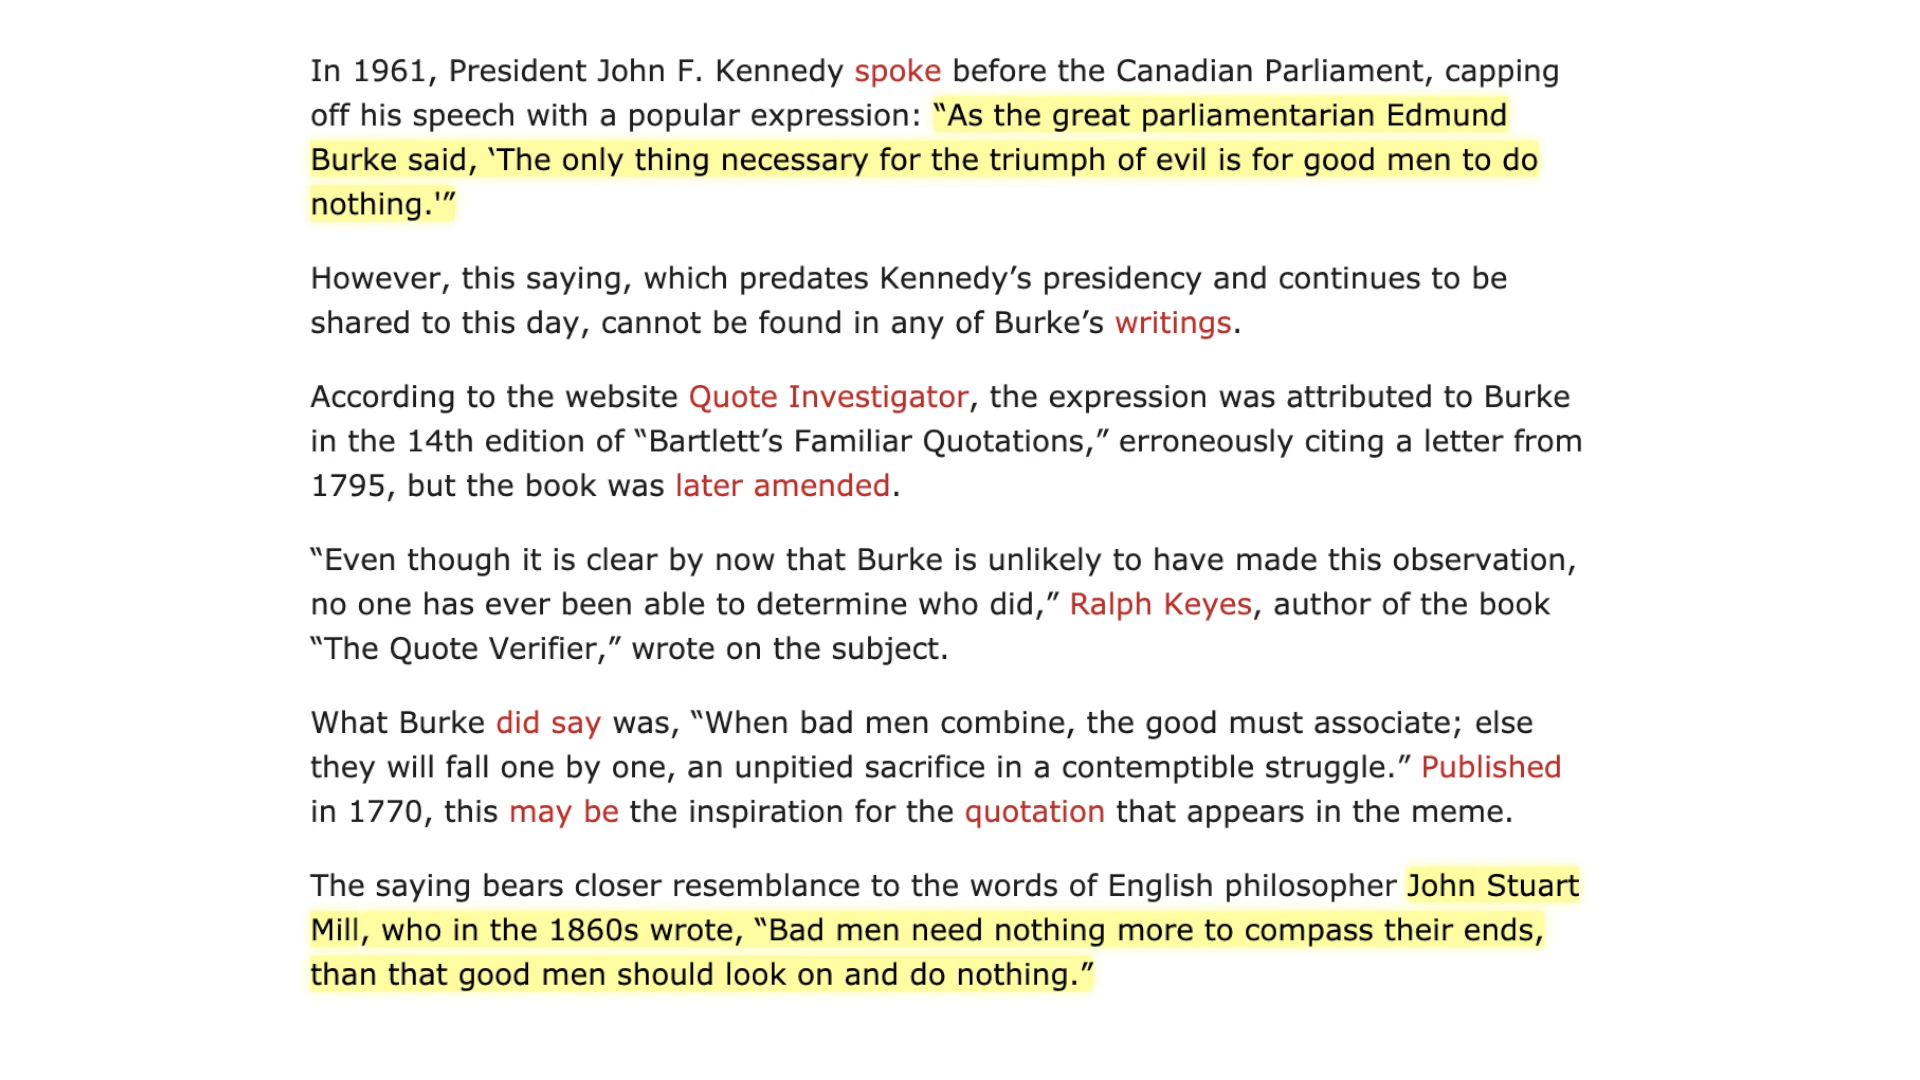 In 1961, President John F. Kennedy spoke before the Canadian Parliament, capping
off his speech with a popular expression: “As the great parliamentarian Edmund
Burke said, ‘The only thing necessary for the triumph of evil is for good men to do
nothing.'”
However, this saying, which predates Kennedy’s presidency and continues to be
shared to this day, cannot be found in any of Burke’s writings.
According to the website Quote Investigator, the expression was attributed to Burke
in the 14th edition of “Bartlett’s Familiar Quotations,” erroneously citing a letter from
1795, but the book was later amended.
“Even though it is clear by now that Burke is unlikely to have made this observation,
no one has ever been able to determine who did,” Ralph Keyes, author of the book
“The Quote Verifier,” wrote on the subject.
What Burke did say was, “When bad men combine, the good must associate; else
they will fall one by one, an unpitied sacrifice in a contemptible struggle.” Published
in 1770, this may be the inspiration for the quotation that appears in the meme.
The saying bears closer resemblance to the words of English philosopher John Stuart
Mill, who in the 1860s wrote, “Bad men need nothing more to compass their ends,
than that good men should look on and do nothing.”